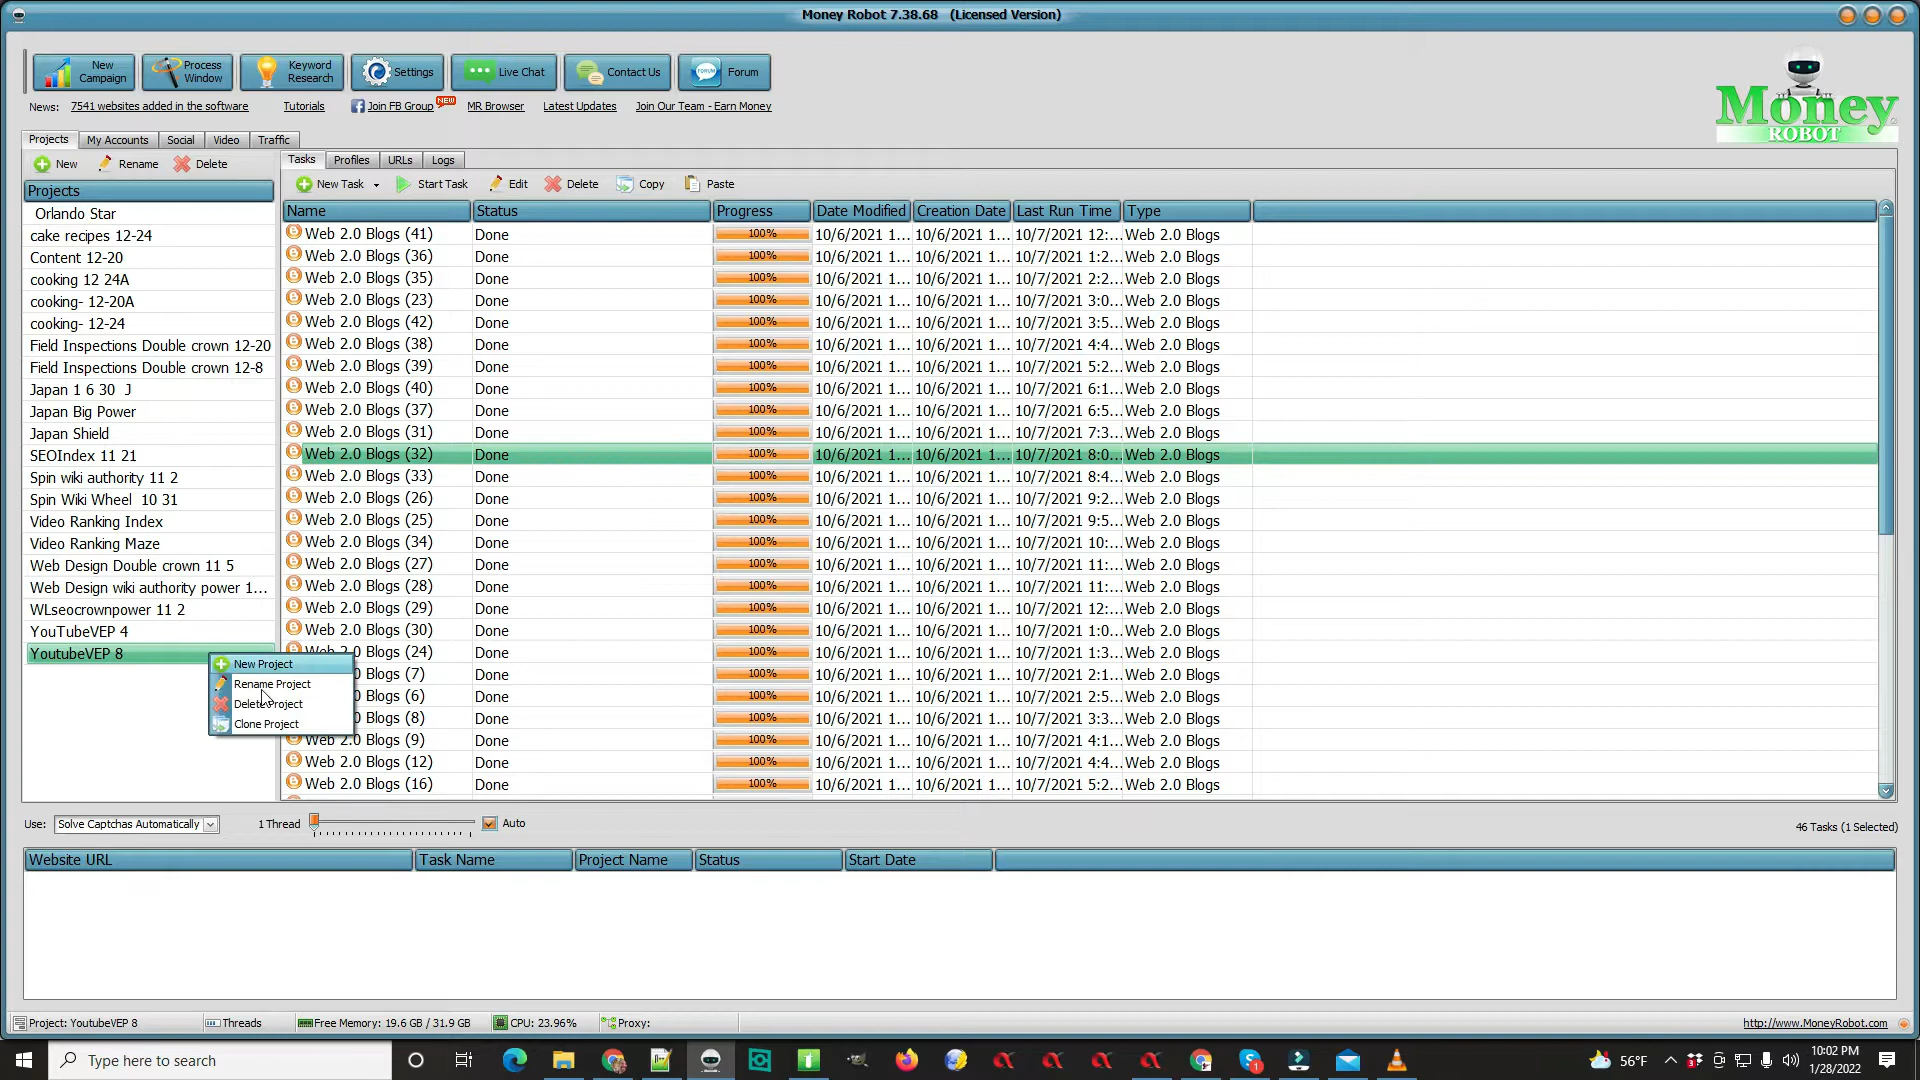 Money Robot 7.38.68   (Licensed Version)
New Campaign
Process Window
Keyword Research
Settings
Live Chat
Contact Us
Forum
News: 7541 websites added in the software Tutorials Join FB Group NEW MR Browser Latest Updates Join Our Team - Earn Money
Money
ROBOT
Projects My Accounts Social Video Traffic
New Rename Delete
Projects
Orlando Star
cake recipes 12-24
Content 12-20
cooking 12 24A
cooking- 12-20A
cooking- 12-24
Field Inspections Double crown 12-20
Field Inspections Double crown 12-8
Japan 1 6 30  J
Japan Big Power
Japan Shield
SEOIndex 11 21
Spin wiki authority 11 2
Spin Wiki Wheel  10 31
Video Ranking Index
Video Ranking Maze
Web Design Double crown 11 5
Web Design wiki authority power 1...
WLseocrownpower 11 2
YouTubeVEP 4
YoutubeVEP 8
New Project
Rename Project
Delete Project
Clone Project
Tasks Profiles URLs Logs
New Task Start Task Edit Delete Copy Paste
Name Status Progress Date Modified Creation Date Last Run Time Type
Web 2.0 Blogs (41) Done 100% 10/6/2021 1... 10/6/2021 1... 10/7/2021 12:... Web 2.0 Blogs
Web 2.0 Blogs (36) Done 100% 10/6/2021 1... 10/6/2021 1... 10/7/2021 1:2... Web 2.0 Blogs
Web 2.0 Blogs (35) Done 100% 10/6/2021 1... 10/6/2021 1... 10/7/2021 2:2... Web 2.0 Blogs
Web 2.0 Blogs (23) Done 100% 10/6/2021 1... 10/6/2021 1... 10/7/2021 3:0... Web 2.0 Blogs
Web 2.0 Blogs (42) Done 100% 10/6/2021 1... 10/6/2021 1... 10/7/2021 3:5... Web 2.0 Blogs
Web 2.0 Blogs (38) Done 100% 10/6/2021 1... 10/6/2021 1... 10/7/2021 4:4... Web 2.0 Blogs
Web 2.0 Blogs (39) Done 100% 10/6/2021 1... 10/6/2021 1... 10/7/2021 5:2... Web 2.0 Blogs
Web 2.0 Blogs (40) Done 100% 10/6/2021 1... 10/6/2021 1... 10/7/2021 6:1... Web 2.0 Blogs
Web 2.0 Blogs (37) Done 100% 10/6/2021 1... 10/6/2021 1... 10/7/2021 6:5... Web 2.0 Blogs
Web 2.0 Blogs (31) Done 100% 10/6/2021 1... 10/6/2021 1... 10/7/2021 7:3... Web 2.0 Blogs
Web 2.0 Blogs (32) Done 100% 10/6/2021 1... 10/6/2021 1... 10/7/2021 8:0... Web 2.0 Blogs
Web 2.0 Blogs (33) Done 100% 10/6/2021 1... 10/6/2021 1... 10/7/2021 8:4... Web 2.0 Blogs
Web 2.0 Blogs (26) Done 100% 10/6/2021 1... 10/6/2021 1... 10/7/2021 9:2... Web 2.0 Blogs
Web 2.0 Blogs (25) Done 100% 10/6/2021 1... 10/6/2021 1... 10/7/2021 9:5... Web 2.0 Blogs
Web 2.0 Blogs (34) Done 100% 10/6/2021 1... 10/6/2021 1... 10/7/2021 10:... Web 2.0 Blogs
Web 2.0 Blogs (27) Done 100% 10/6/2021 1... 10/6/2021 1... 10/7/2021 11:... Web 2.0 Blogs
Web 2.0 Blogs (28) Done 100% 10/6/2021 1... 10/6/2021 1... 10/7/2021 11:... Web 2.0 Blogs
Web 2.0 Blogs (29) Done 100% 10/6/2021 1... 10/6/2021 1... 10/7/2021 12:... Web 2.0 Blogs
Web 2.0 Blogs (30) Done 100% 10/6/2021 1... 10/6/2021 1... 10/7/2021 1:0... Web 2.0 Blogs
Web 2.0 Blogs (24) Done 100% 10/6/2021 1... 10/6/2021 1... 10/7/2021 1:3... Web 2.0 Blogs
0 Blogs (7) Done 100% 10/6/2021 1... 10/6/2021 1... 10/7/2021 2:1... Web 2.0 Blogs
0 Blogs (6) Done 100% 10/6/2021 1... 10/6/2021 1... 10/7/2021 2:5... Web 2.0 Blogs
0 Blogs (8) Done 100% 10/6/2021 1... 10/6/2021 1... 10/7/2021 3:3... Web 2.0 Blogs
Web 2.0 Blogs (9) Done 100% 10/6/2021 1... 10/6/2021 1... 10/7/2021 4:1... Web 2.0 Blogs
Web 2.0 Blogs (12) Done 100% 10/6/2021 1... 10/6/2021 1... 10/7/2021 4:4... Web 2.0 Blogs
Web 2.0 Blogs (16) Done 100% 10/6/2021 1... 10/6/2021 1... 10/7/2021 5:2... Web 2.0 Blogs
Use: Solve Captchas Automatically 1 Thread Auto 46 Tasks (1 Selected)
Website URL Task Name Project Name Status Start Date
Project: YoutubeVEP 8 Threads Free Memory: 19.6 GB / 31.9 GB CPU: 23.96% Proxy: http://www.MoneyRobot.com
Type here to search 56°F 10:02 PM
1/28/2022